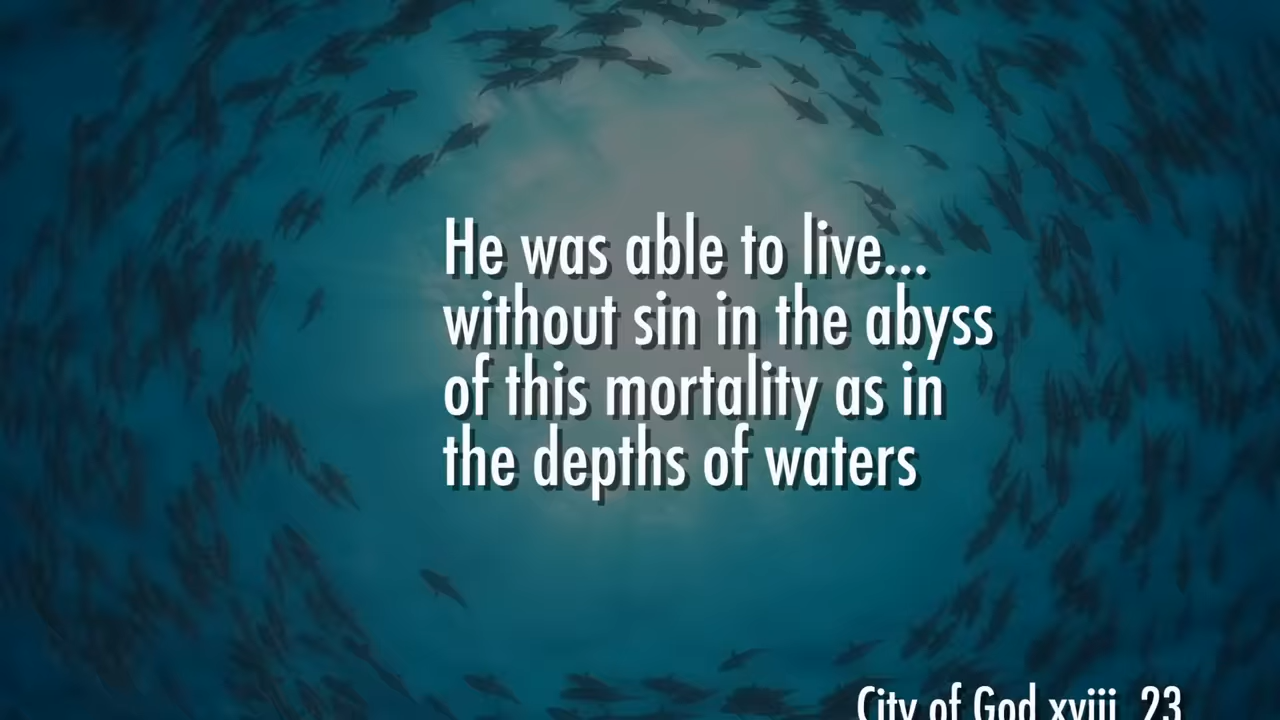 He was able to live...
without sin in the abyss
of this mortality as in
the depths of waters
City of God xviii, 23